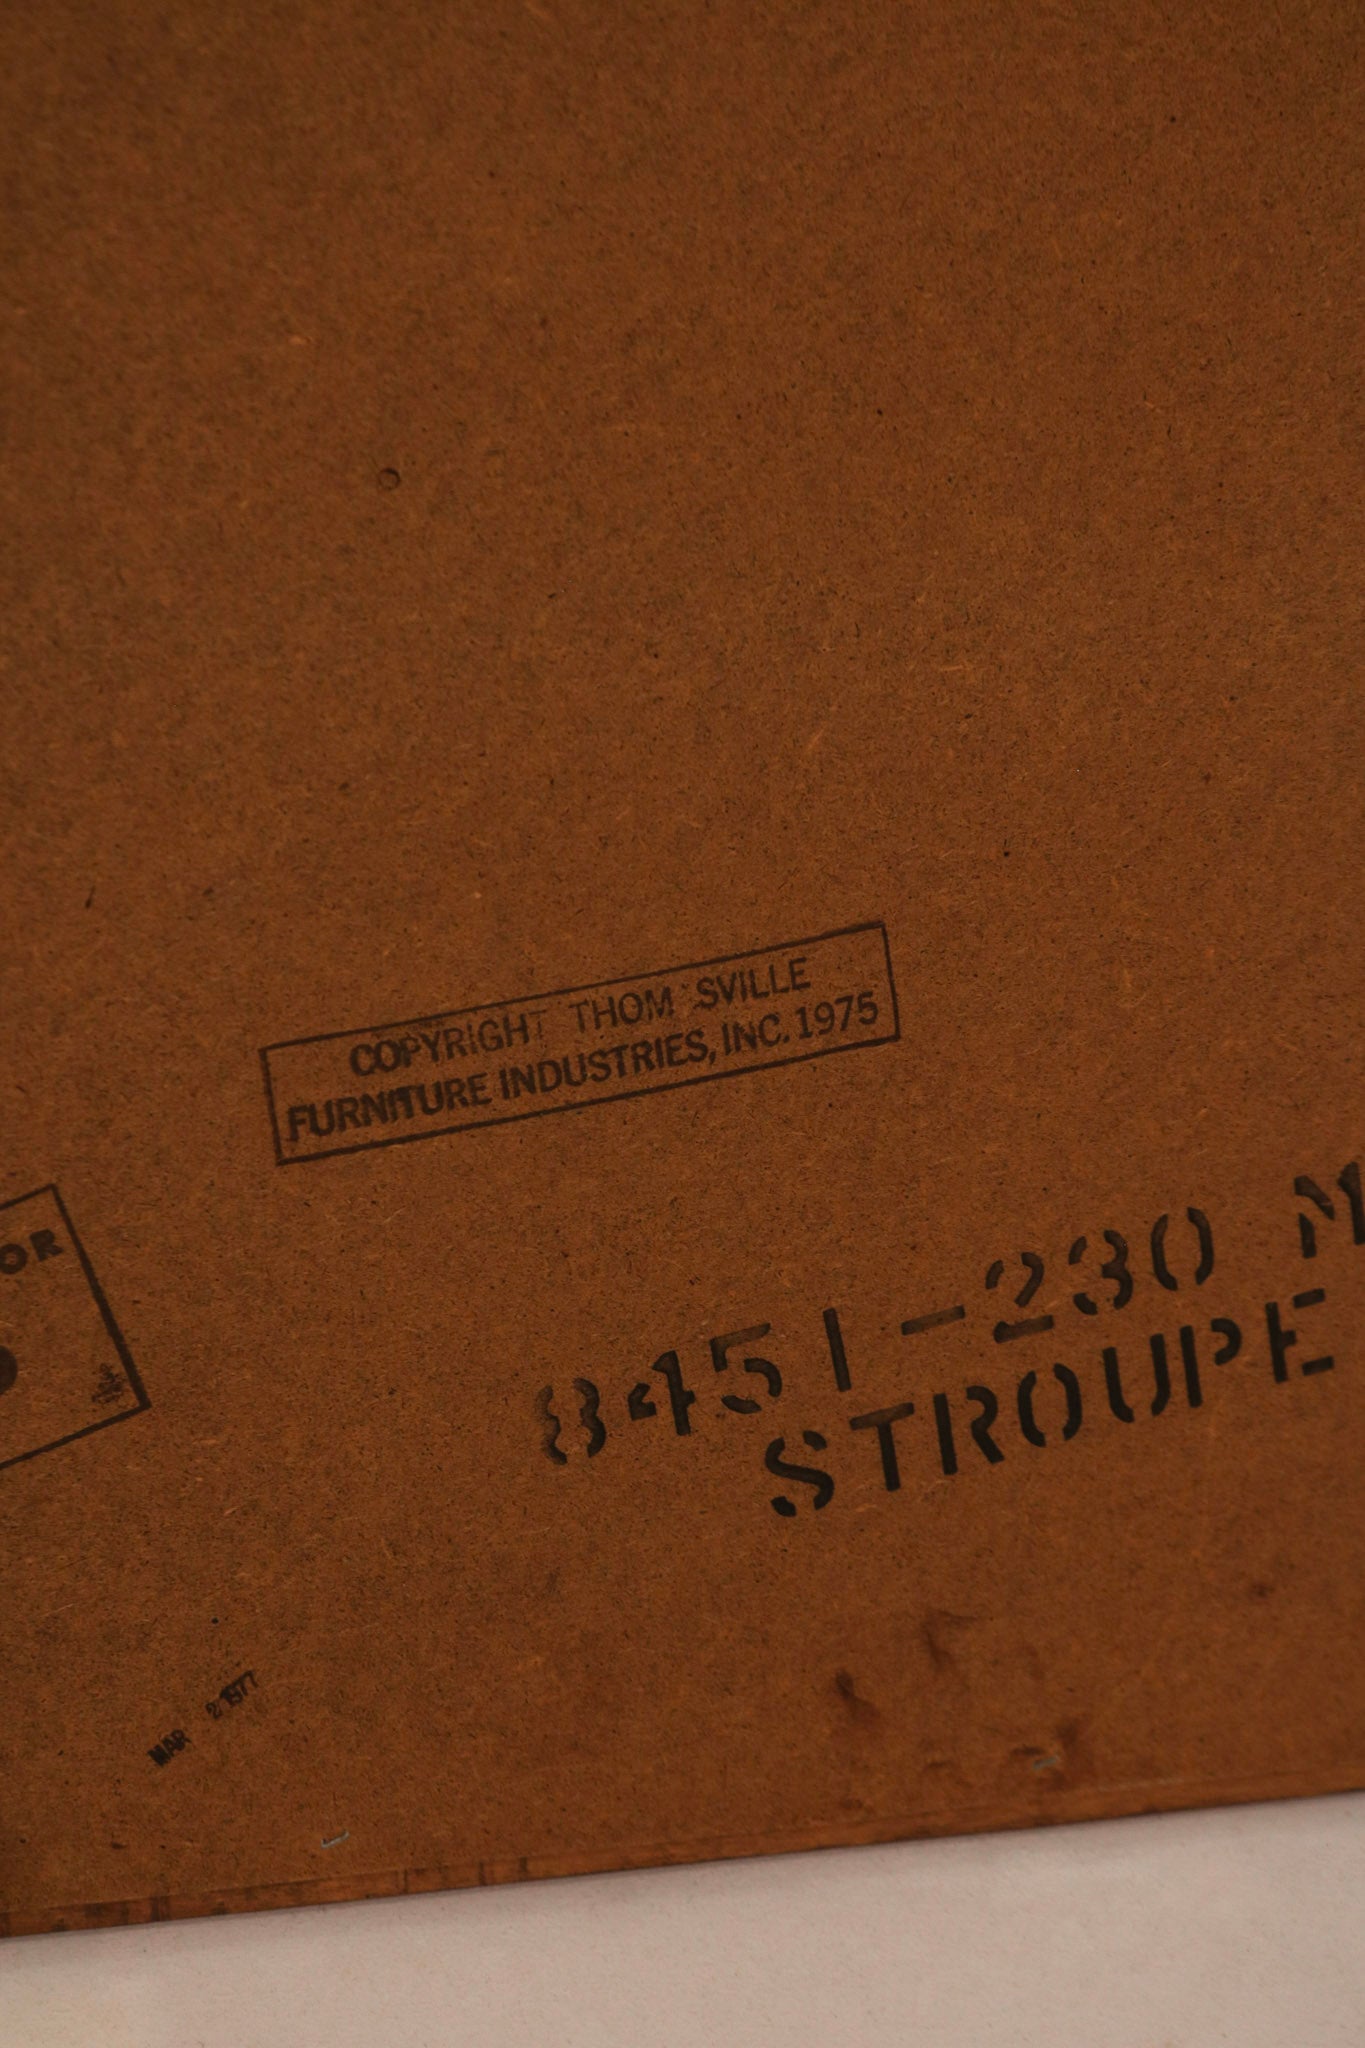 COPYRIGHT THOM SVILLE
FURNITURE INDUSTRIES, INC. 1975
8451-230
STROUPE
MAR 2 1977